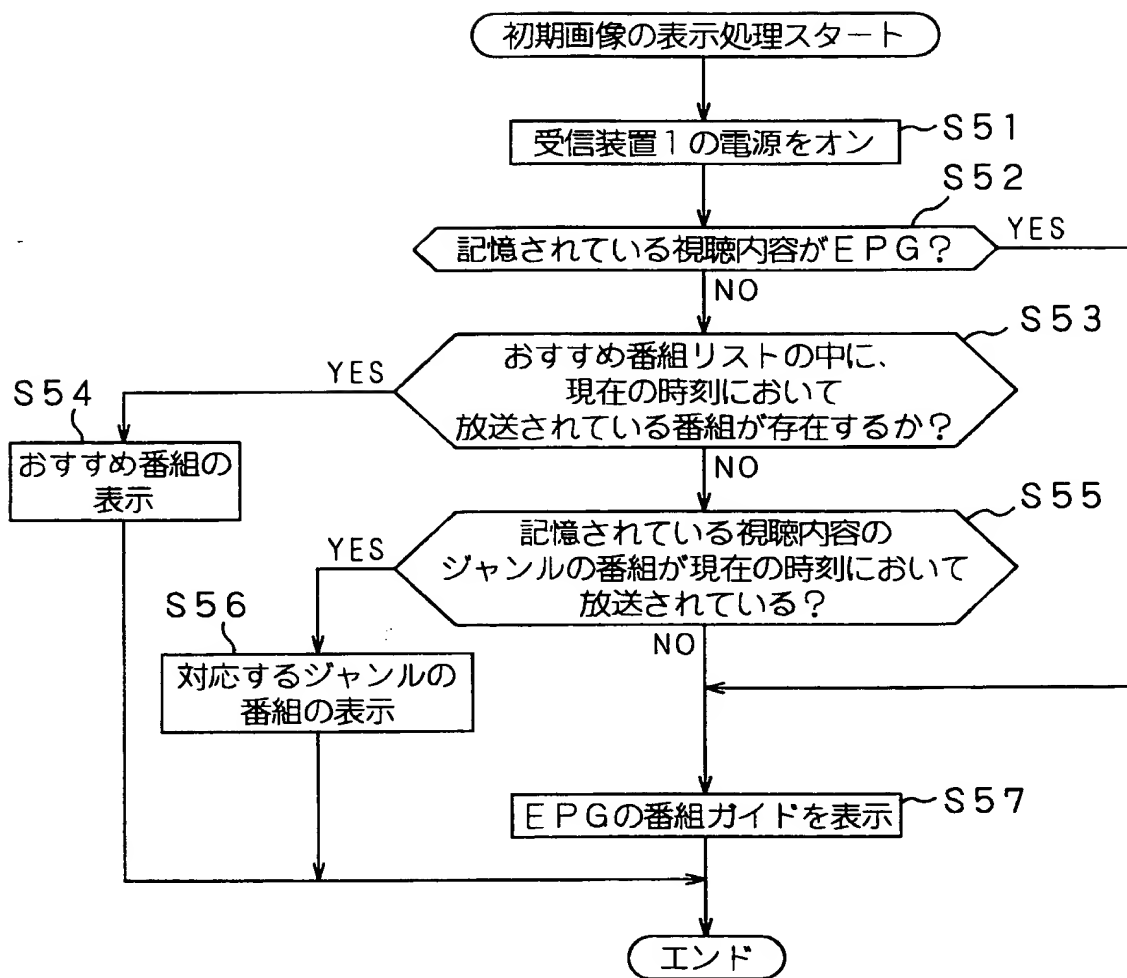 初期画像の表示処理スタート
S51
受信装置1の電源をオン
S52
記憶されている視聴内容がEPG?
YES
NO
S53
おすすめ番組リストの中に、
現在の時刻において
放送されている番組が存在するか?
YES
S54
おすすめ番組の
表示
NO
S55
記憶されている視聴内容の
ジャンルの番組が現在の時刻において
放送されている?
YES
S56
対応するジャンルの
番組の表示
NO
S57
EPGの番組ガイドを表示
エンド